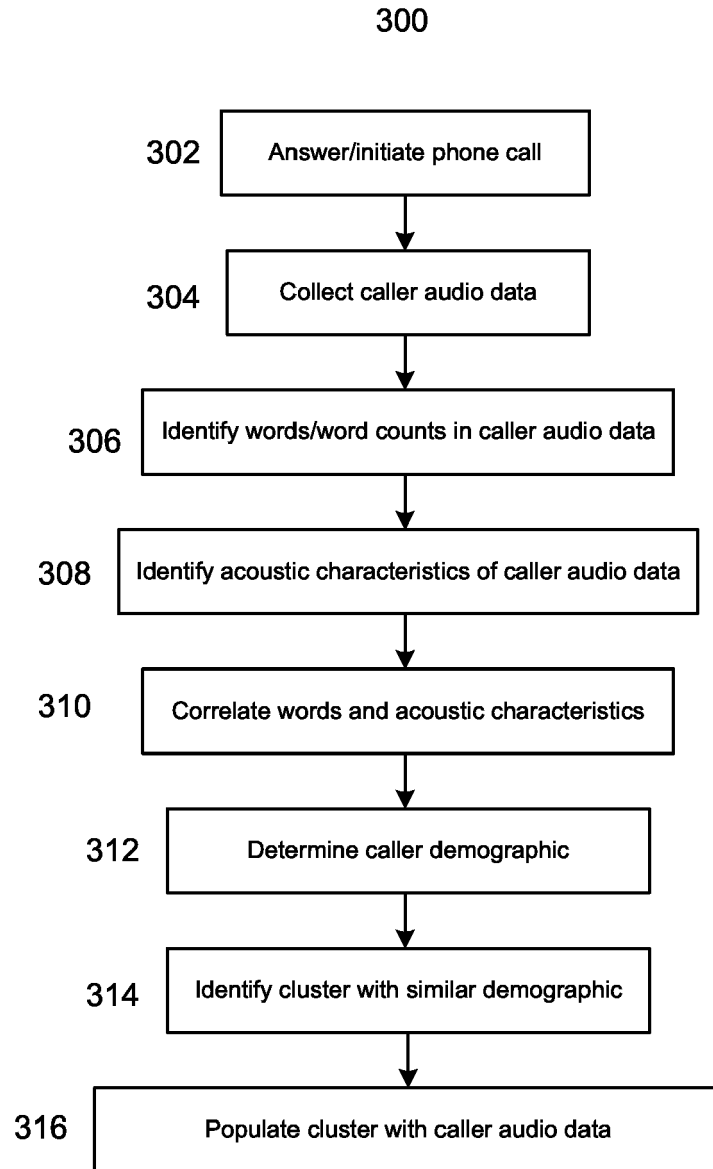 300
302 Answer/initiate phone call
304 Collect caller audio data
306 Identify words/word counts in caller audio data
308 Identify acoustic characteristics of caller audio data
310 Correlate words and acoustic characteristics
312 Determine caller demographic
314 Identify cluster with similar demographic
316 Populate cluster with caller audio data